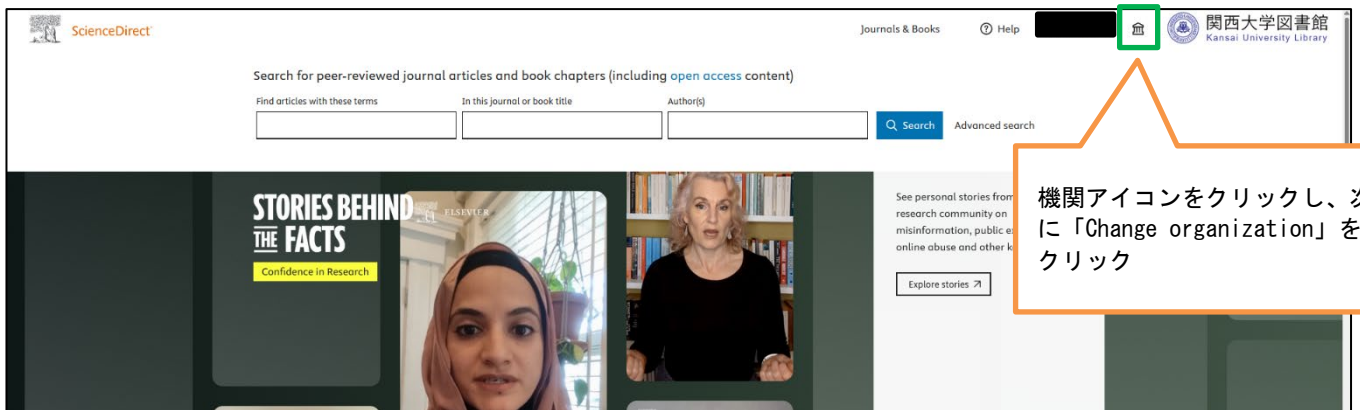 ScienceDirect
Journals & Books
Help
関西大学図書館
Kansai University Library
Search for peer-reviewed journal articles and book chapters (including open access content)
Find articles with these terms
In this journal or book title
Author(s)
Search
Advanced search
機関アイコンをクリックし、次
に「Change organization」を
クリック
STORIES BEHIND
THE FACTS
Confidence in Research
ELSEVIER
See personal stories from
research community on
misinformation, public
online abuse and other
Explore stories